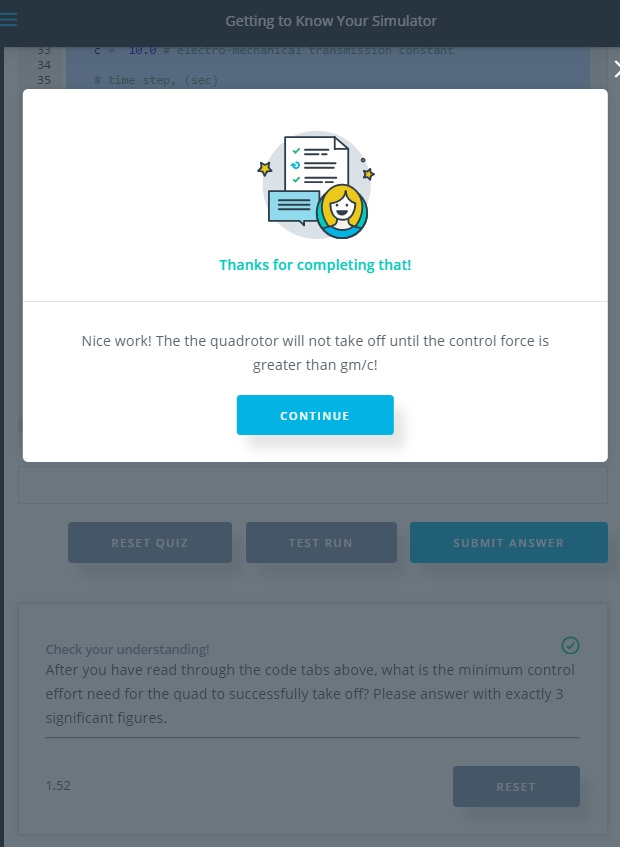 Getting to Know Your Simulator
33 c = 10.0 # electro-mechanical transmission constant
34
35 # time step, (sec)
Thanks for completing that!
Nice work! The the quadrotor will not take off until the control force is
greater than gm/c!
CONTINUE
RESET QUIZ TEST RUN SUBMIT ANSWER
Check your understanding!
After you have read through the code tabs above, what is the minimum control
effort need for the quad to successfully take off? Please answer with exactly 3
significant figures.
1.52
RESET